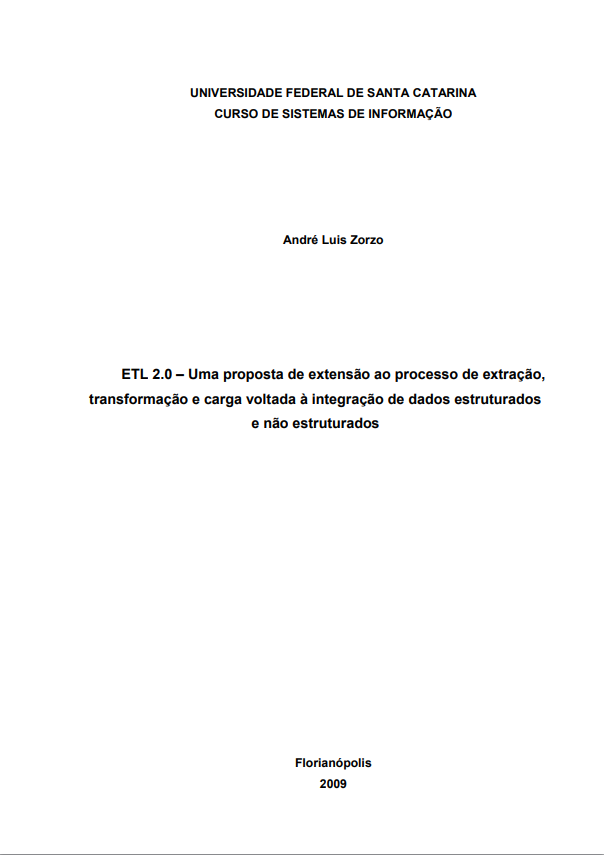 UNIVERSIDADE FEDERAL DE SANTA CATARINA
CURSO DE SISTEMAS DE INFORMAÇÃO
André Luis Zorzo
ETL 2.0 – Uma proposta de extensão ao processo de extração,
transformação e carga voltada à integração de dados estruturados
e não estruturados
Florianópolis
2009